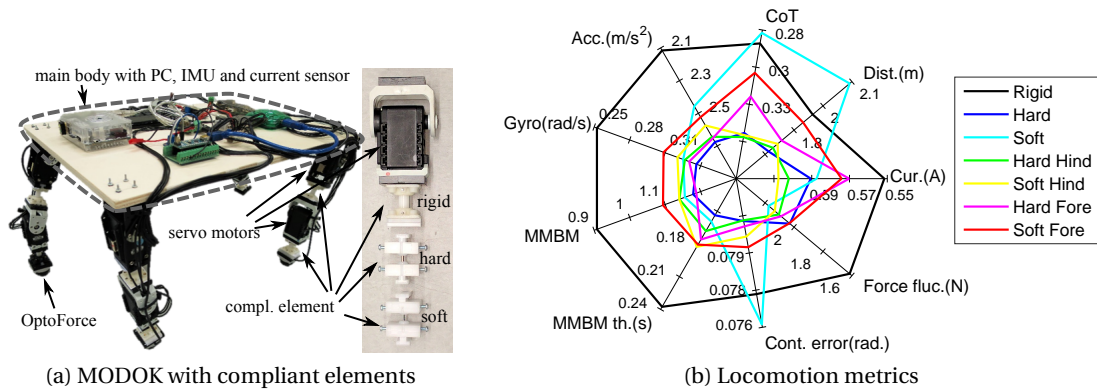 main body with PC, IMU and current sensor
servo motors
compl. element
OptoForce
rigid
hard
soft
(a) MODOK with compliant elements
CoT
0.28
0.3
0.33
Dist.(m)
2.1
2
1.8
Cur.(A)
0.55
0.57
0.59
Force fluc.(N)
1.6
1.8
2
Cont. error(rad.)
0.076
0.078
0.079
MMBM th.(s)
0.24
0.21
0.18
MMBM
0.9
1
1.1
Gyro(rad/s)
0.25
0.28
0.31
Acc.(m/s²)
2.1
2.3
2.5
Rigid
Hard
Soft
Hard Hind
Soft Hind
Hard Fore
Soft Fore
(b) Locomotion metrics